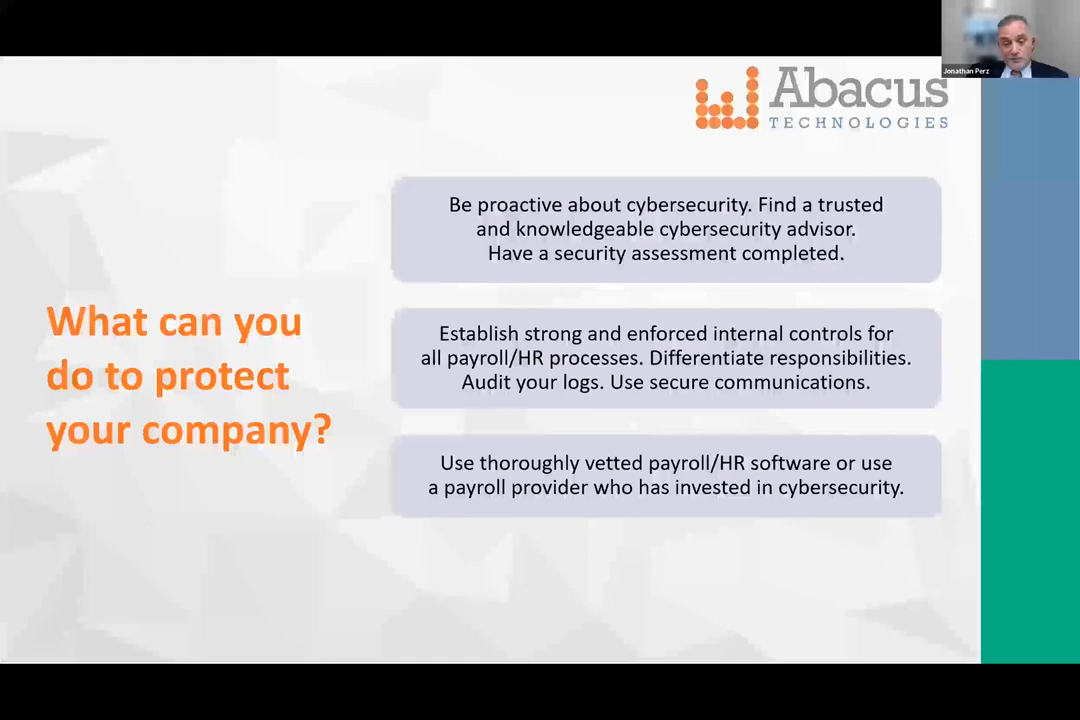 Jonathan Perz
Abacus
TECHNOLOGIES
Be proactive about cybersecurity. Find a trusted
and knowledgeable cybersecurity advisor.
Have a security assessment completed.
What can you
do to protect
your company?
Establish strong and enforced internal controls for
all payroll/HR processes. Differentiate responsibilities.
Audit your logs. Use secure communications.
Use thoroughly vetted payroll/HR software or use
a payroll provider who has invested in cybersecurity.